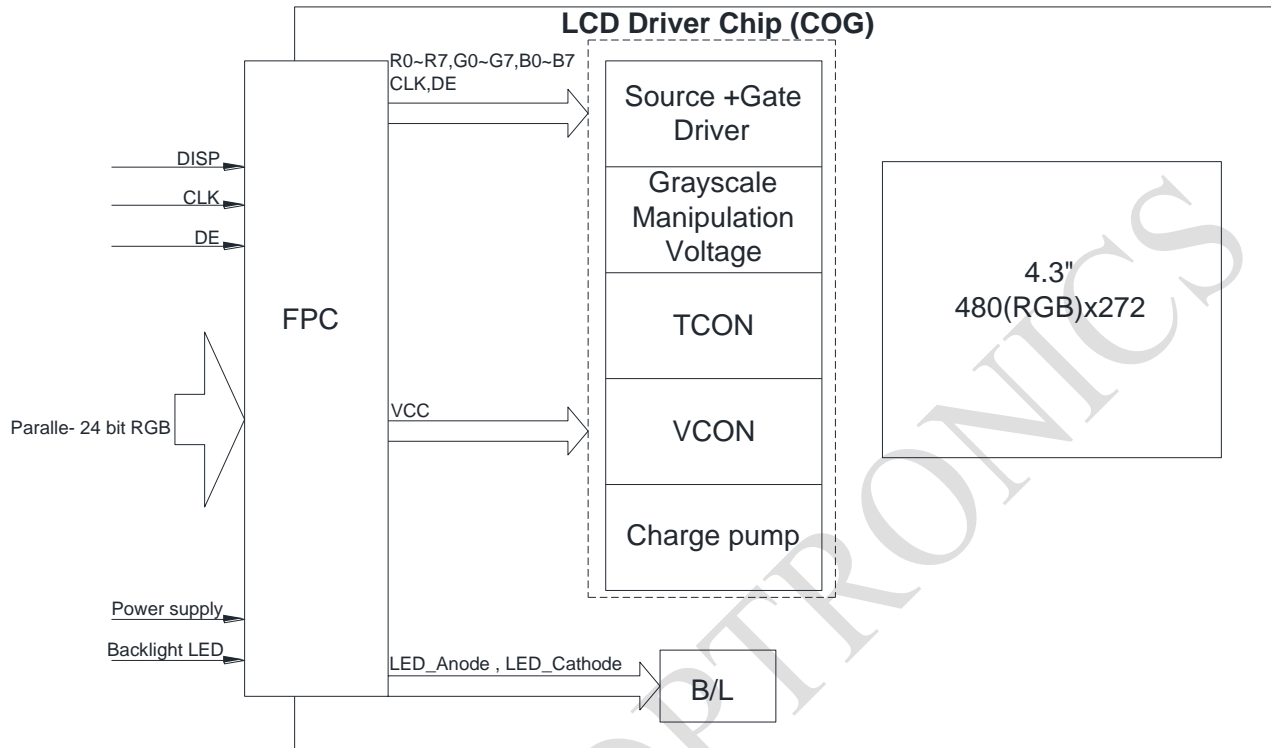 LCD Driver Chip (COG)
R0~R7,G0~G7,B0~B7
CLK,DE
Source +Gate
Driver
DISP
CLK
DE
Grayscale
Manipulation
Voltage
4.3"
480(RGB)x272
FPC
TCON
Paralle- 24 bit RGB
VCC
VCON
Charge pump
Power supply
Backlight LED
LED_Anode , LED_Cathode
B/L
PTRONICS